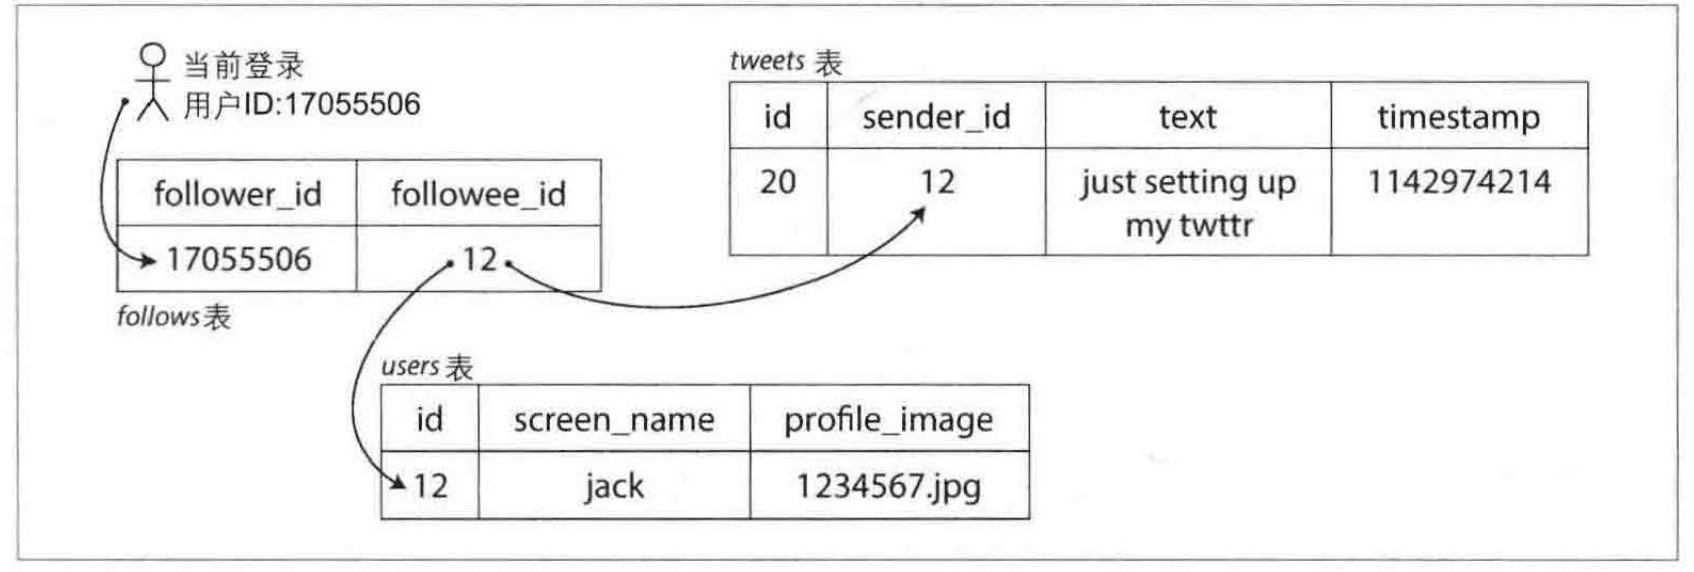 当前登录
用户ID:17055506
follower_id followee_id
17055506 12
follows表
tweets 表
id sender_id text timestamp
20 12 just setting up 1142974214
my twttr
users 表
id screen_name profile_image
12 jack 1234567.jpg